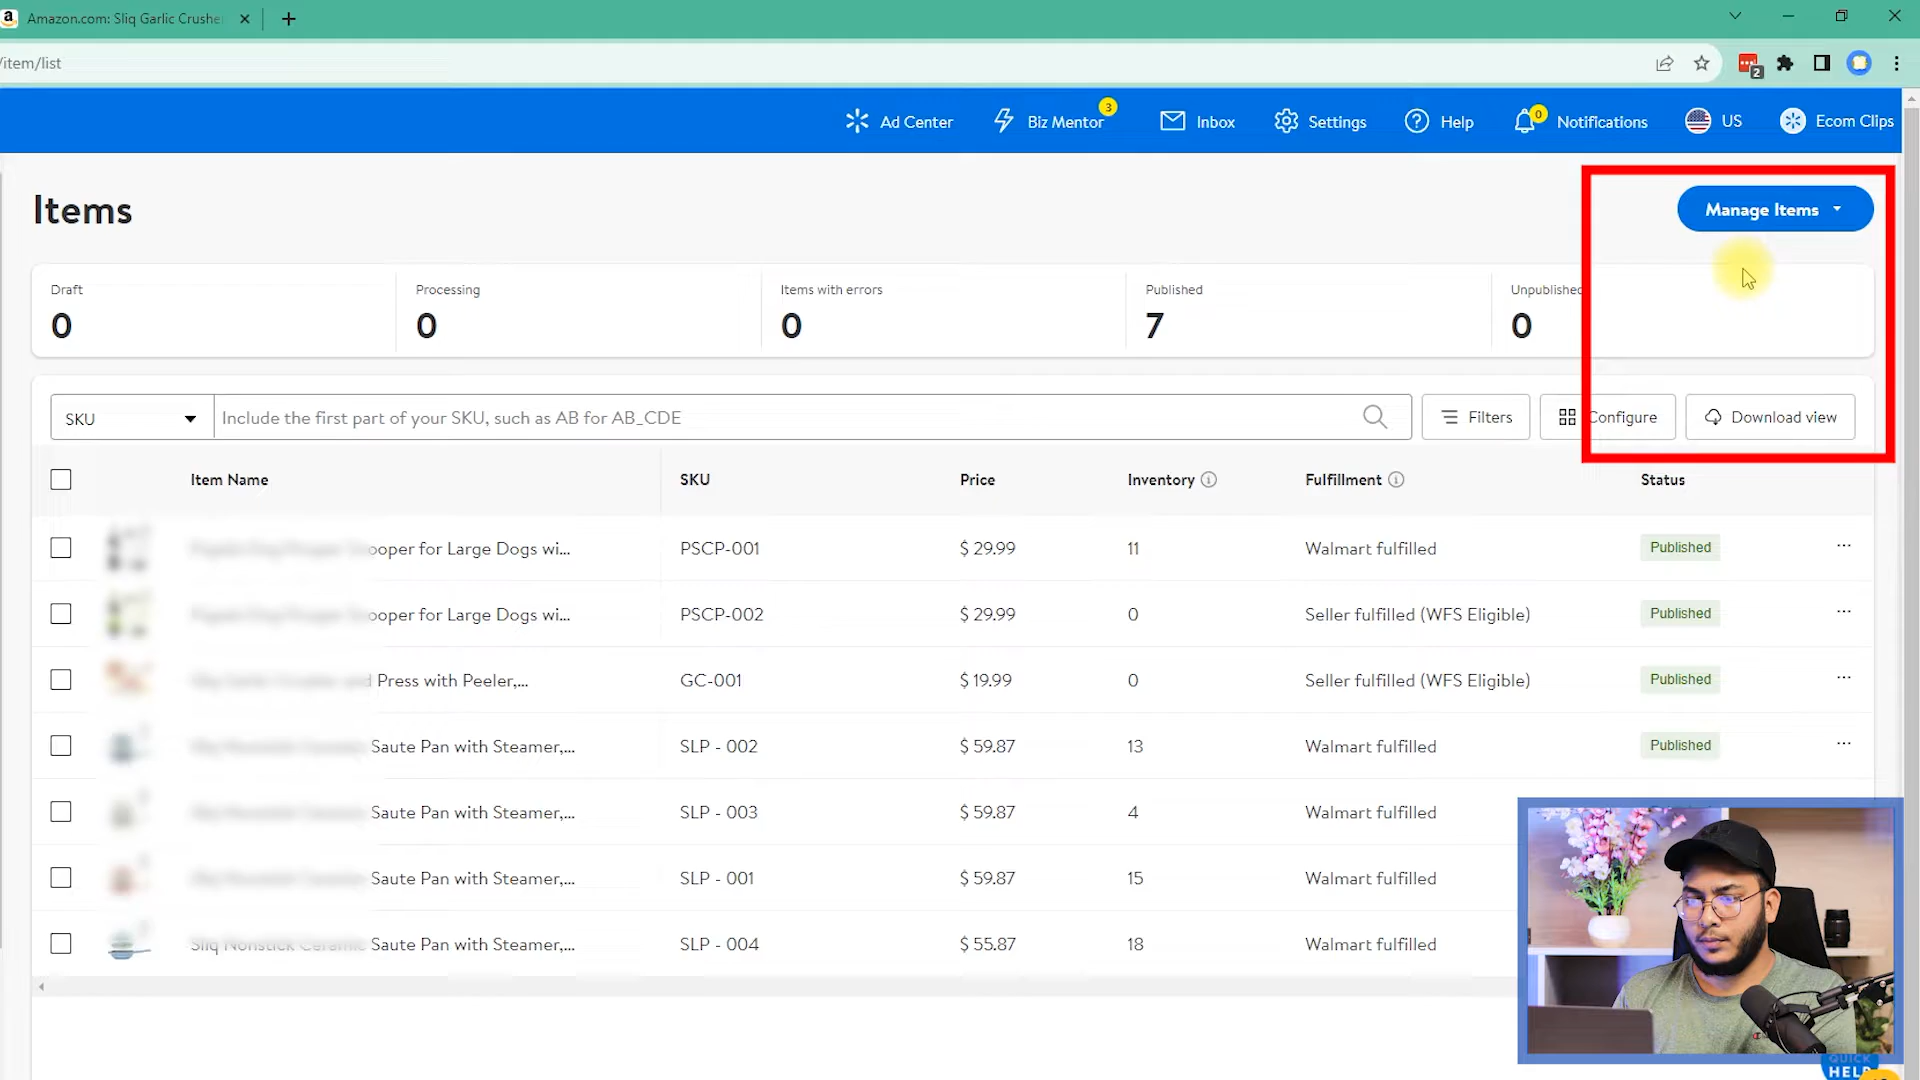 Amazon.com: Sliq Garlic Crushe
/item/list
2
Ad Center
Biz Mentor
3
Inbox
Settings
Help
0
Notifications
US
Ecom Clips
Items
Manage Items
Draft
0
Processing
0
Items with errors
0
Published
7
Unpublished
0
SKU
Include the first part of your SKU, such as AB for AB_CDE
Filters
Configure
Download view
Item Name SKU Price Inventory Fulfillment Status
ooper for Large Dogs wi... PSCP-001 $ 29.99 11 Walmart fulfilled Published ...
ooper for Large Dogs wi... PSCP-002 $ 29.99 0 Seller fulfilled (WFS Eligible) Published ...
Press with Peeler,... GC-001 $ 19.99 0 Seller fulfilled (WFS Eligible) Published ...
Saute Pan with Steamer,... SLP - 002 $ 59.87 13 Walmart fulfilled Published ...
Saute Pan with Steamer,... SLP - 003 $ 59.87 4 Walmart fulfilled
Saute Pan with Steamer,... SLP - 001 $ 59.87 15 Walmart fulfilled
Sliq Nonstick Ceramic Saute Pan with Steamer,... SLP - 004 $ 55.87 18 Walmart fulfilled
QUICK
HELP